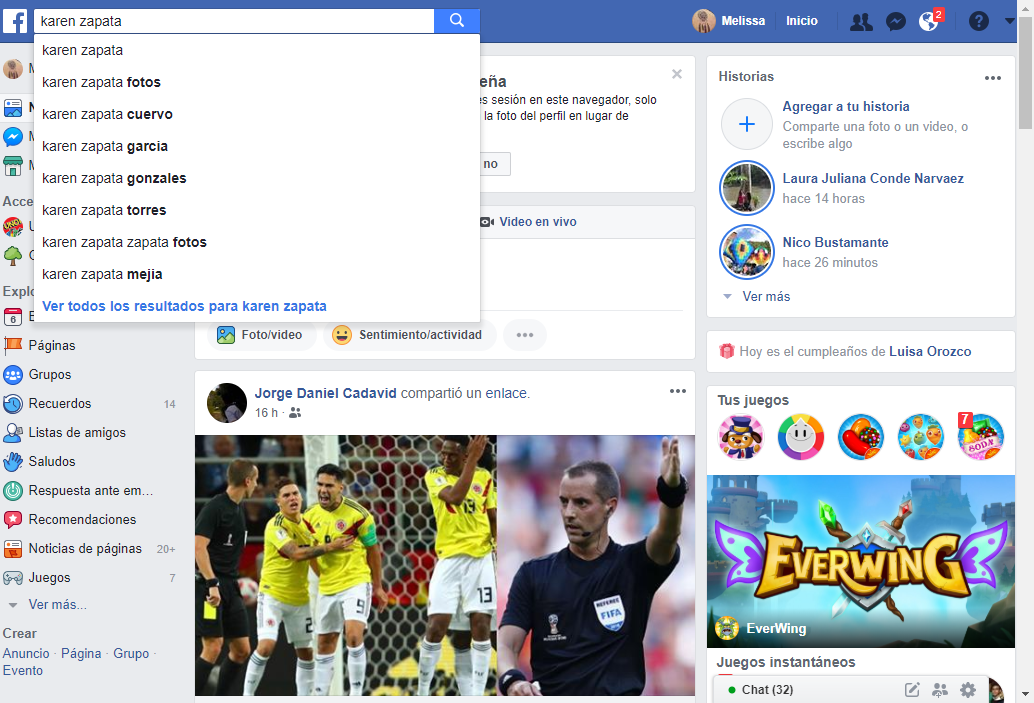 karen zapata
Melissa
Inicio
2
karen zapata
karen zapata fotos
karen zapata cuervo
karen zapata garcia
karen zapata gonzales
karen zapata torres
karen zapata zapata fotos
karen zapata mejia
Ver todos los resultados para karen zapata
Acce
Explo
6
Páginas
Grupos
Recuerdos 14
Listas de amigos
Saludos
Respuesta ante em...
Recomendaciones
Noticias de páginas 20+
Juegos 7
Ver más...
Crear
Anuncio · Página · Grupo ·
Evento
eña
es sesión en este navegador, solo
la foto del perfil en lugar de
no
Video en vivo
Foto/video
Sentimiento/actividad
Jorge Daniel Cadavid compartió un enlace.
16 h ·
9
13
REFEREE
FIFA
Historias
Agregar a tu historia
Comparte una foto o un video, o
escribe algo
Laura Juliana Conde Narvaez
hace 14 horas
Nico Bustamante
hace 26 minutos
Ver más
Hoy es el cumpleaños de Luisa Orozco
Tus juegos
7
SODA
EVERWING
EverWing
Juegos instantáneos
Chat (32)